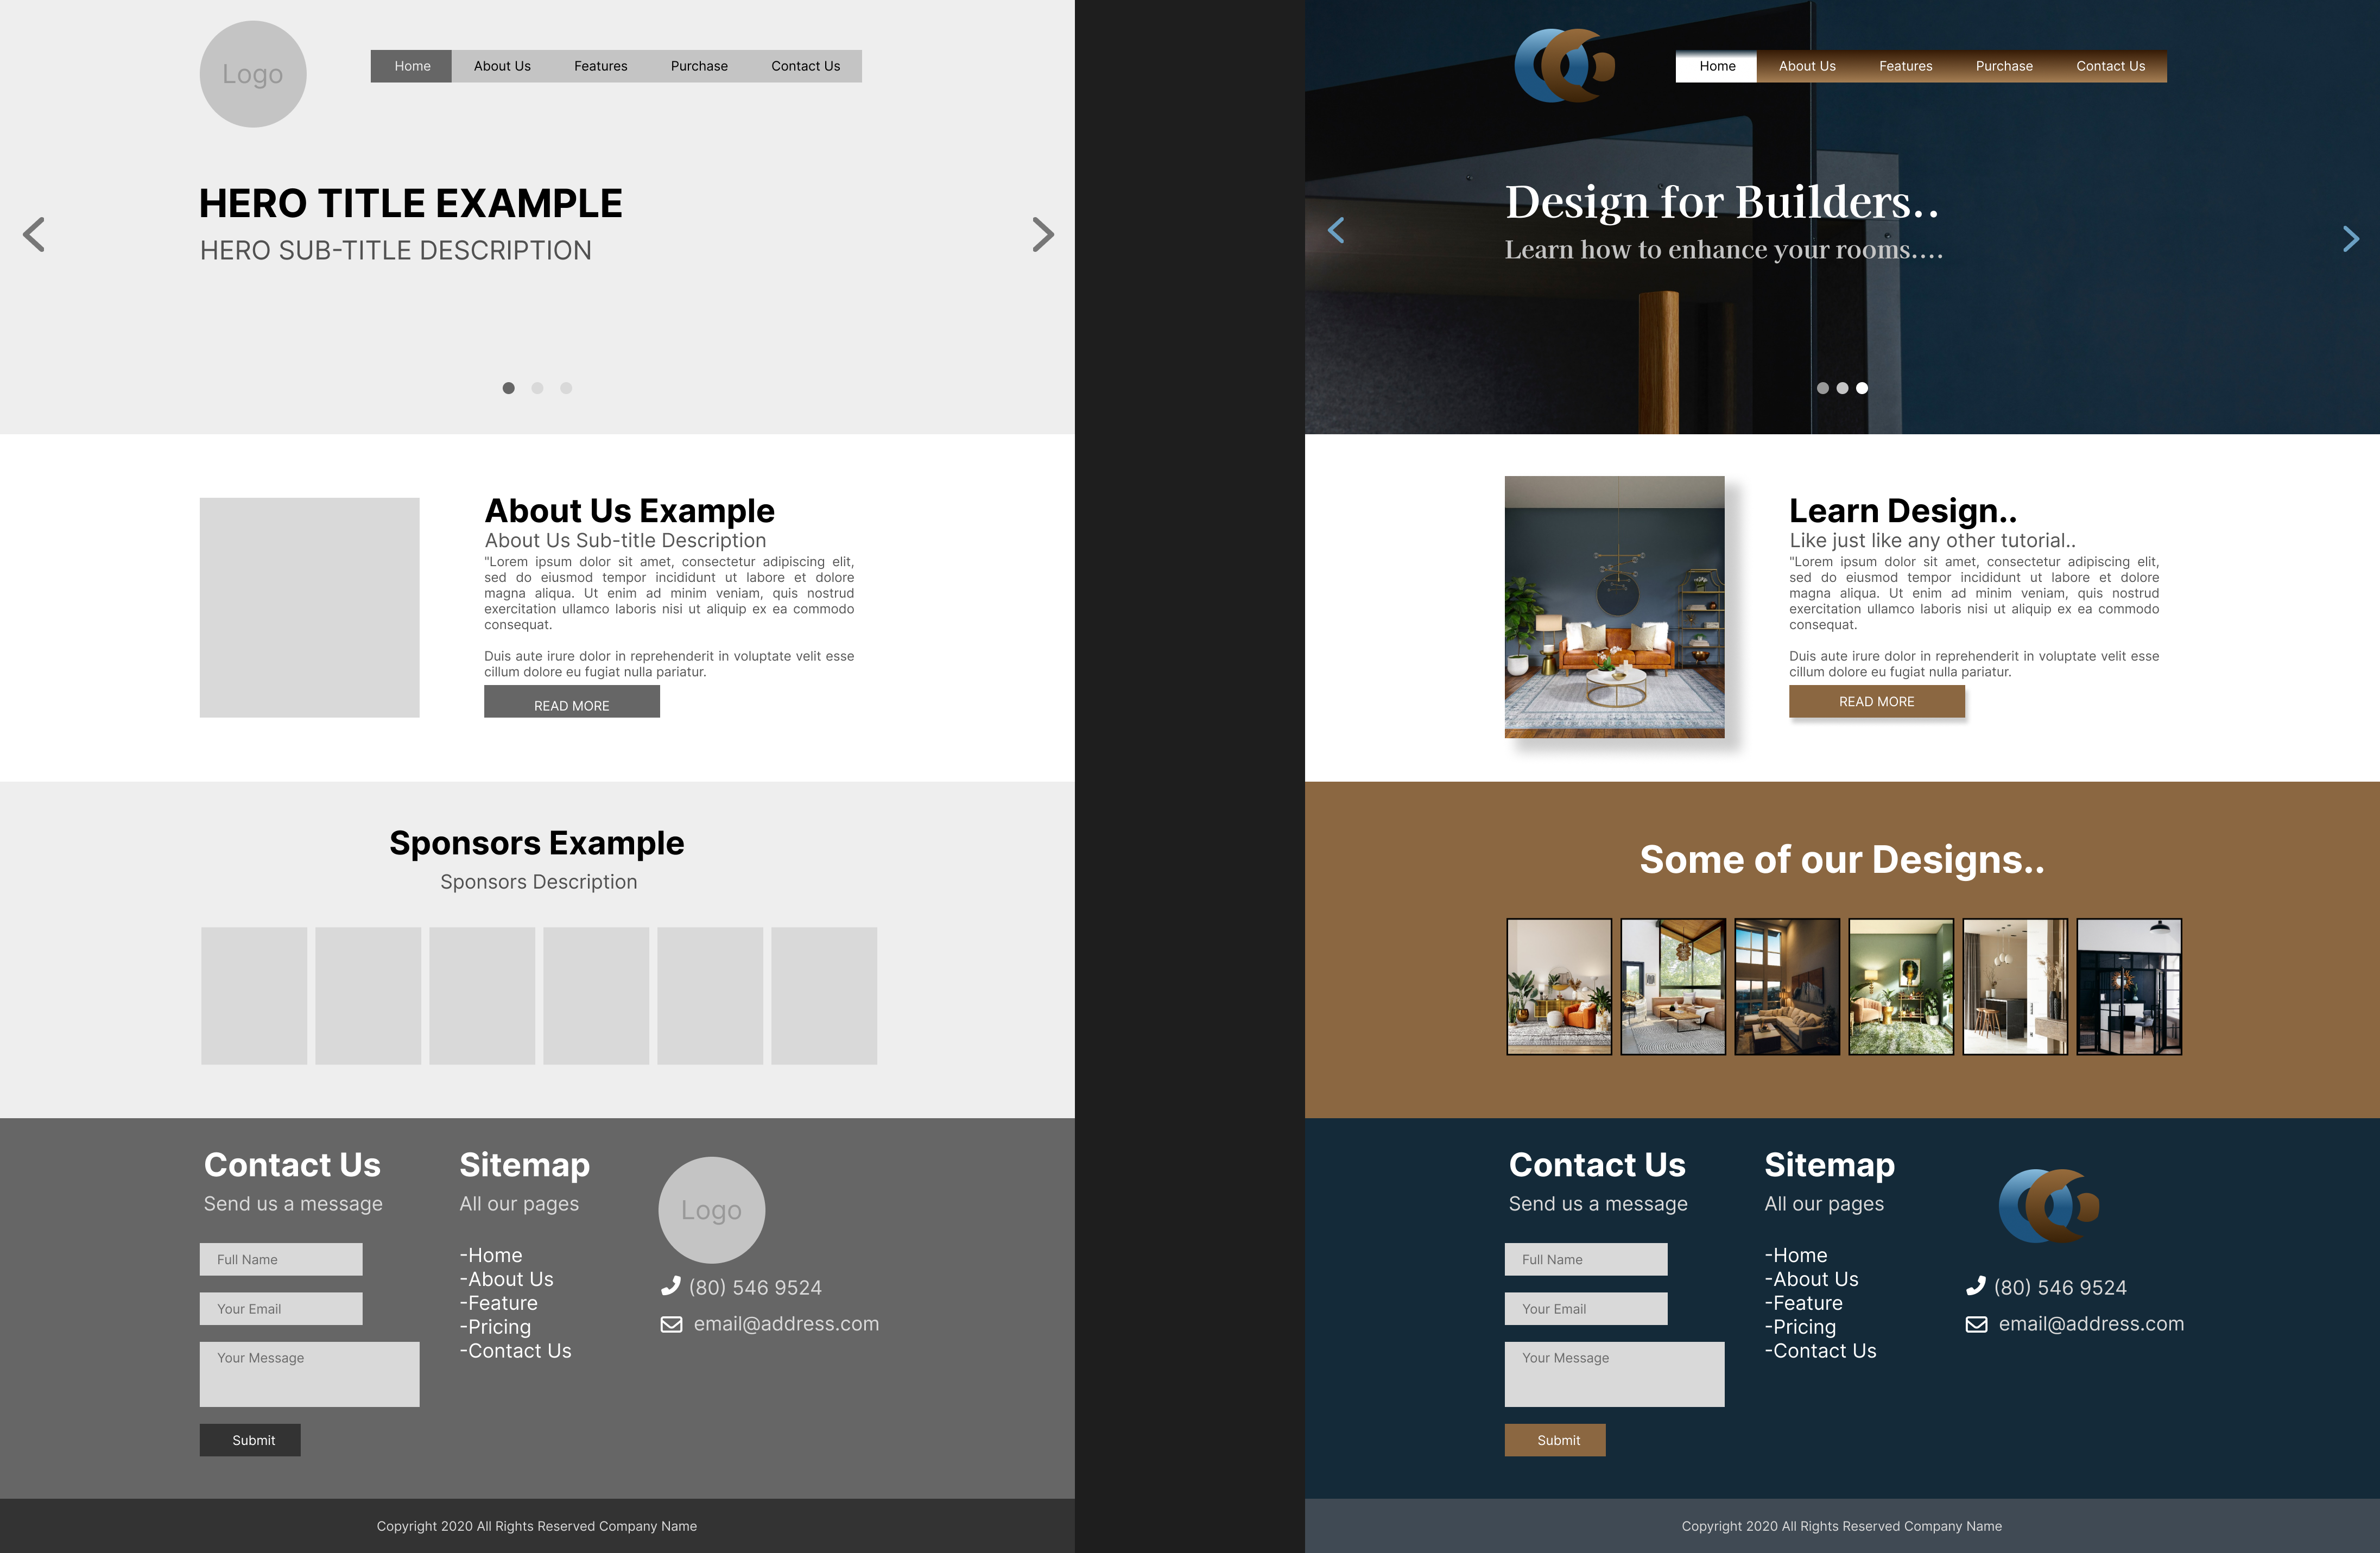 Logo
Home About Us Features Purchase Contact Us
HERO TITLE EXAMPLE
HERO SUB-TITLE DESCRIPTION
About Us Example
About Us Sub-title Description
"Lorem ipsum dolor sit amet, consectetur adipiscing elit,
sed do eiusmod tempor incididunt ut labore et dolore
magna aliqua. Ut enim ad minim veniam, quis nostrud
exercitation ullamco laboris nisi ut aliquip ex ea commodo
consequat.
Duis aute irure dolor in reprehenderit in voluptate velit esse
cillum dolore eu fugiat nulla pariatur.
READ MORE
Sponsors Example
Sponsors Description
Contact Us
Send us a message
Full Name
Your Email
Your Message
Submit
Sitemap
All our pages
-Home
-About Us
-Feature
-Pricing
-Contact Us
Logo
(80) 546 9524
email@address.com
Copyright 2020 All Rights Reserved Company Name
Home About Us Features Purchase Contact Us
Design for Builders..
Learn how to enhance your rooms....
Learn Design..
Like just like any other tutorial..
"Lorem ipsum dolor sit amet, consectetur adipiscing elit,
sed do eiusmod tempor incididunt ut labore et dolore
magna aliqua. Ut enim ad minim veniam, quis nostrud
exercitation ullamco laboris nisi ut aliquip ex ea commodo
consequat.
Duis aute irure dolor in reprehenderit in voluptate velit esse
cillum dolore eu fugiat nulla pariatur.
READ MORE
Some of our Designs..
Contact Us
Send us a message
Full Name
Your Email
Your Message
Submit
Sitemap
All our pages
-Home
-About Us
-Feature
-Pricing
-Contact Us
(80) 546 9524
email@address.com
Copyright 2020 All Rights Reserved Company Name